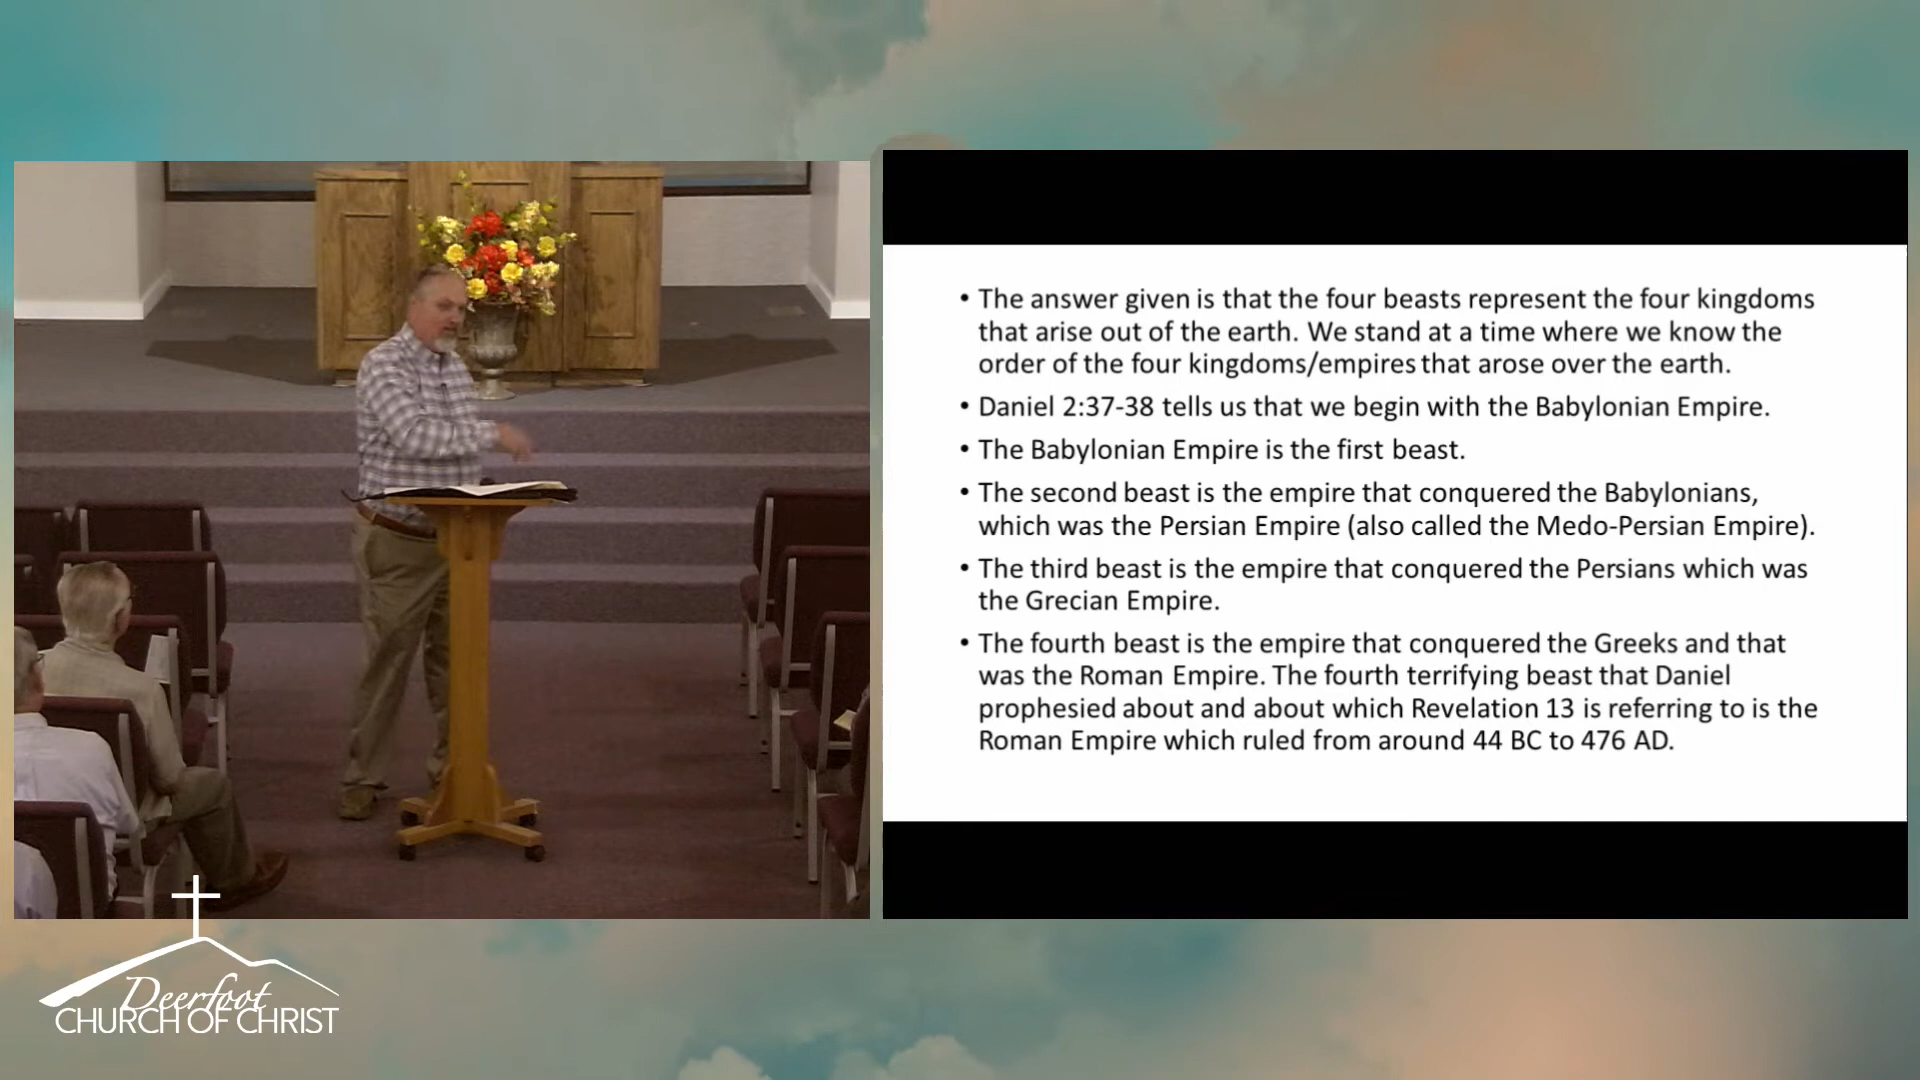 • The answer given is that the four beasts represent the four kingdoms
that arise out of the earth. We stand at a time where we know the
order of the four kingdoms/empires that arose over the earth.
• Daniel 2:37-38 tells us that we begin with the Babylonian Empire.
• The Babylonian Empire is the first beast.
• The second beast is the empire that conquered the Babylonians,
which was the Persian Empire (also called the Medo-Persian Empire).
• The third beast is the empire that conquered the Persians which was
the Grecian Empire.
• The fourth beast is the empire that conquered the Greeks and that
was the Roman Empire. The fourth terrifying beast that Daniel
prophesied about and about which Revelation 13 is referring to is the
Roman Empire which ruled from around 44 BC to 476 AD.
Deerfoot
CHURCH OF CHRIST